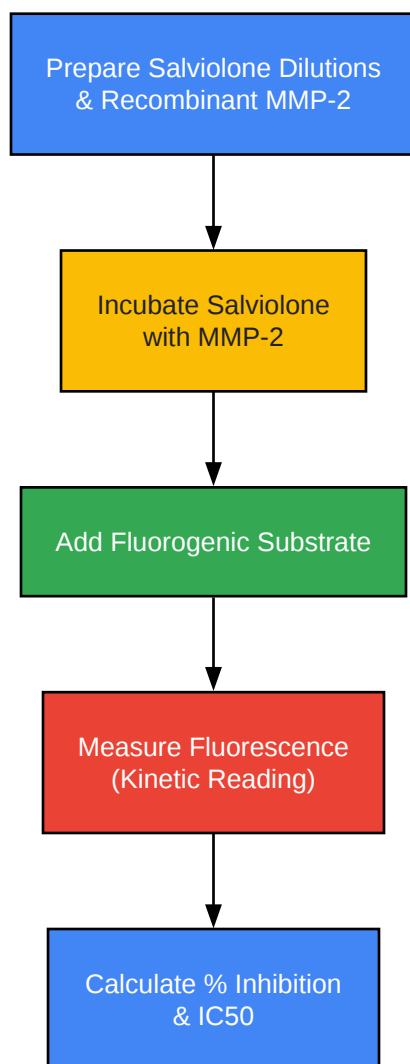 Prepare Salviolone Dilutions
& Recombinant MMP-2
Incubate Salviolone
with MMP-2
Add Fluorogenic Substrate
Measure Fluorescence
(Kinetic Reading)
Calculate % Inhibition
& IC50